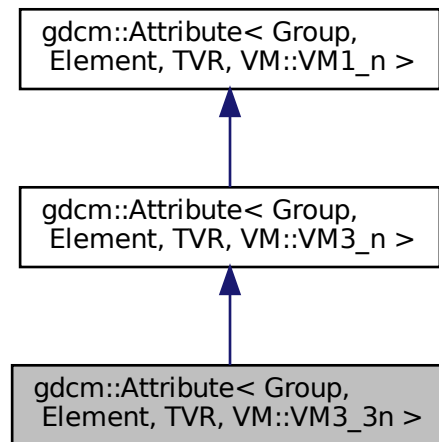 gdcm::Attribute< Group,
Element, TVR, VM::VM1_n >
gdcm::Attribute< Group,
Element, TVR, VM::VM3_n >
gdcm::Attribute< Group,
Element, TVR, VM::VM3_3n >